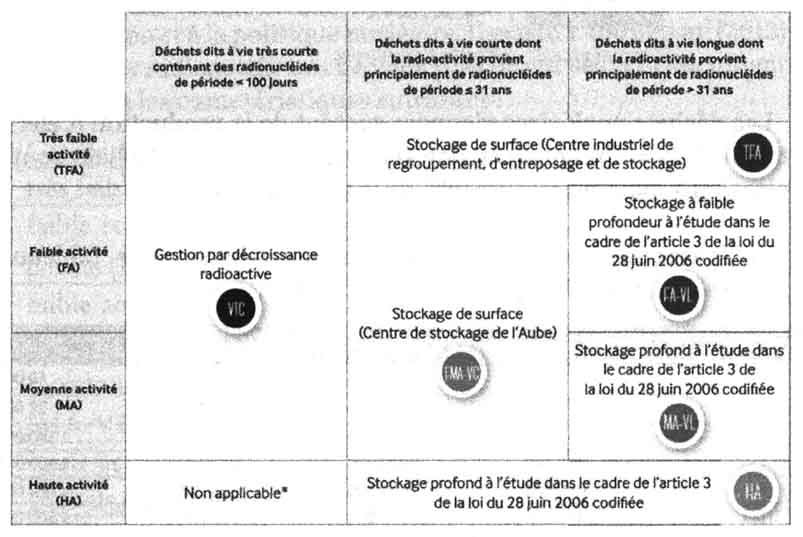 Déchets dits à vie très courte
contenant des radionucléides
de période < 100 jours
Déchets dits à vie courte dont
la radioactivité provient
principalement de radionucléides
de période ≤ 31 ans
Déchets dits à vie longue dont
la radioactivité provient
principalement de radionucléides
de période > 31 ans
Très faible
activité
(TFA)
Stockage de surface (Centre industriel de
regroupement, d'entreposage et de stockage)
TFA
Faible activité
(FA)
Gestion par décroissance
radioactive
VTC
Stockage de surface
(Centre de stockage de l'Aube)
FMA-VC
Stockage à faible
profondeur à l'étude dans le
cadre de l'article 3 de la loi du
28 juin 2006 codifiée
FA-VL
Moyenne activité
(MA)
Stockage profond à l'étude dans
le cadre de l'article 3 de
la loi du 28 juin 2006 codifiée
MA-VL
Haute activité
(HA)
Non applicable*
Stockage profond à l'étude dans le cadre de l'article 3
de la loi du 28 juin 2006 codifiée
HA